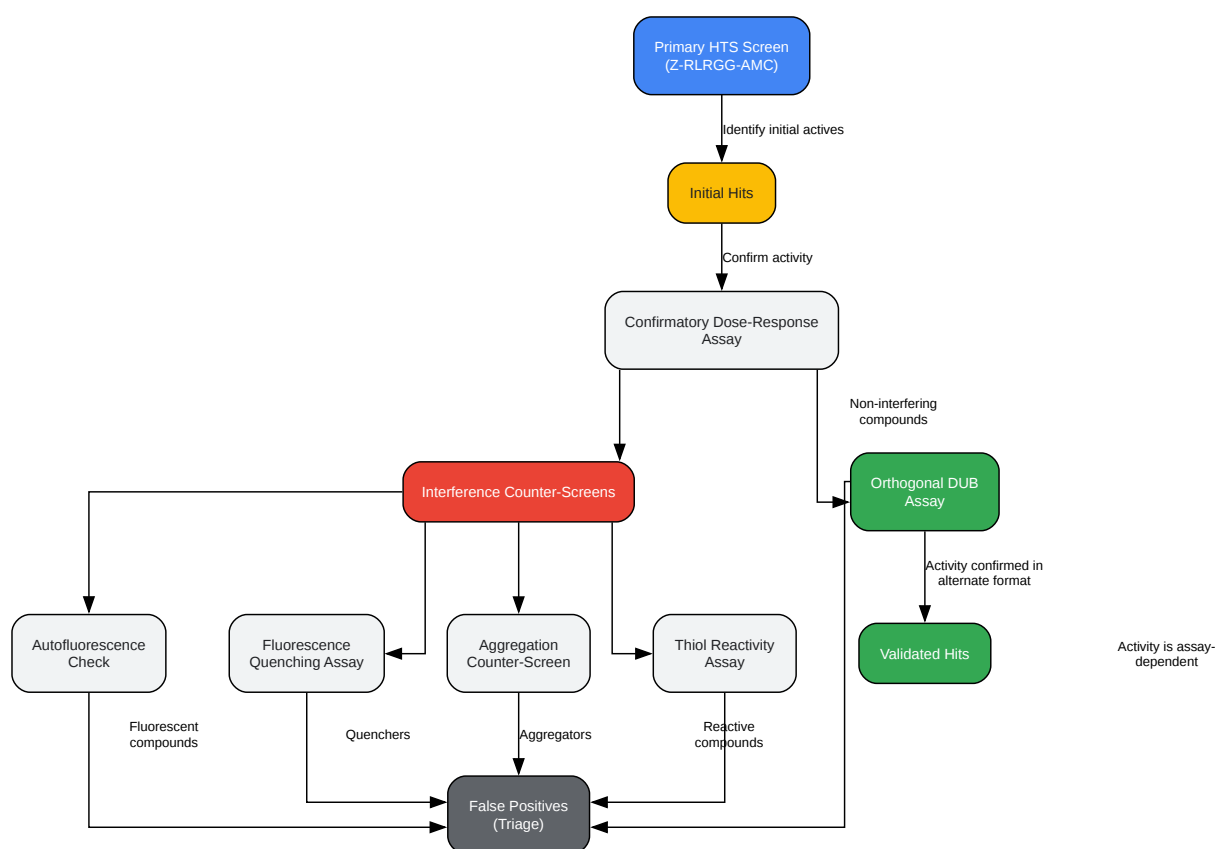 Primary HTS Screen
(Z-RLRGG-AMC)
Identify initial actives
Initial Hits
Confirm activity
Confirmatory Dose-Response
Assay
Non-interfering
compounds
Interference Counter-Screens
Orthogonal DUB
Assay
Activity confirmed in
alternate format
Autofluorescence
Check
Fluorescence
Quenching Assay
Aggregation
Counter-Screen
Thiol Reactivity
Assay
Validated Hits
Activity is assay-
dependent
Fluorescent
compounds
Quenchers
Aggregators
Reactive
compounds
False Positives
(Triage)